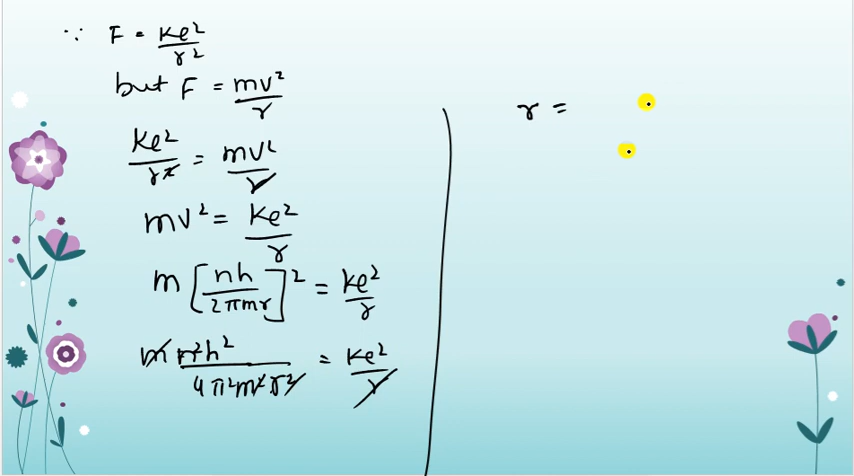 ∵ F = Ke²/r²
but F = mv²/r
Ke²/r² = mv²/r
mv² = Ke²/r
m [nh/2πmr]² = Ke²/r
m n²h²/4π²m²r² = Ke²/r
r =